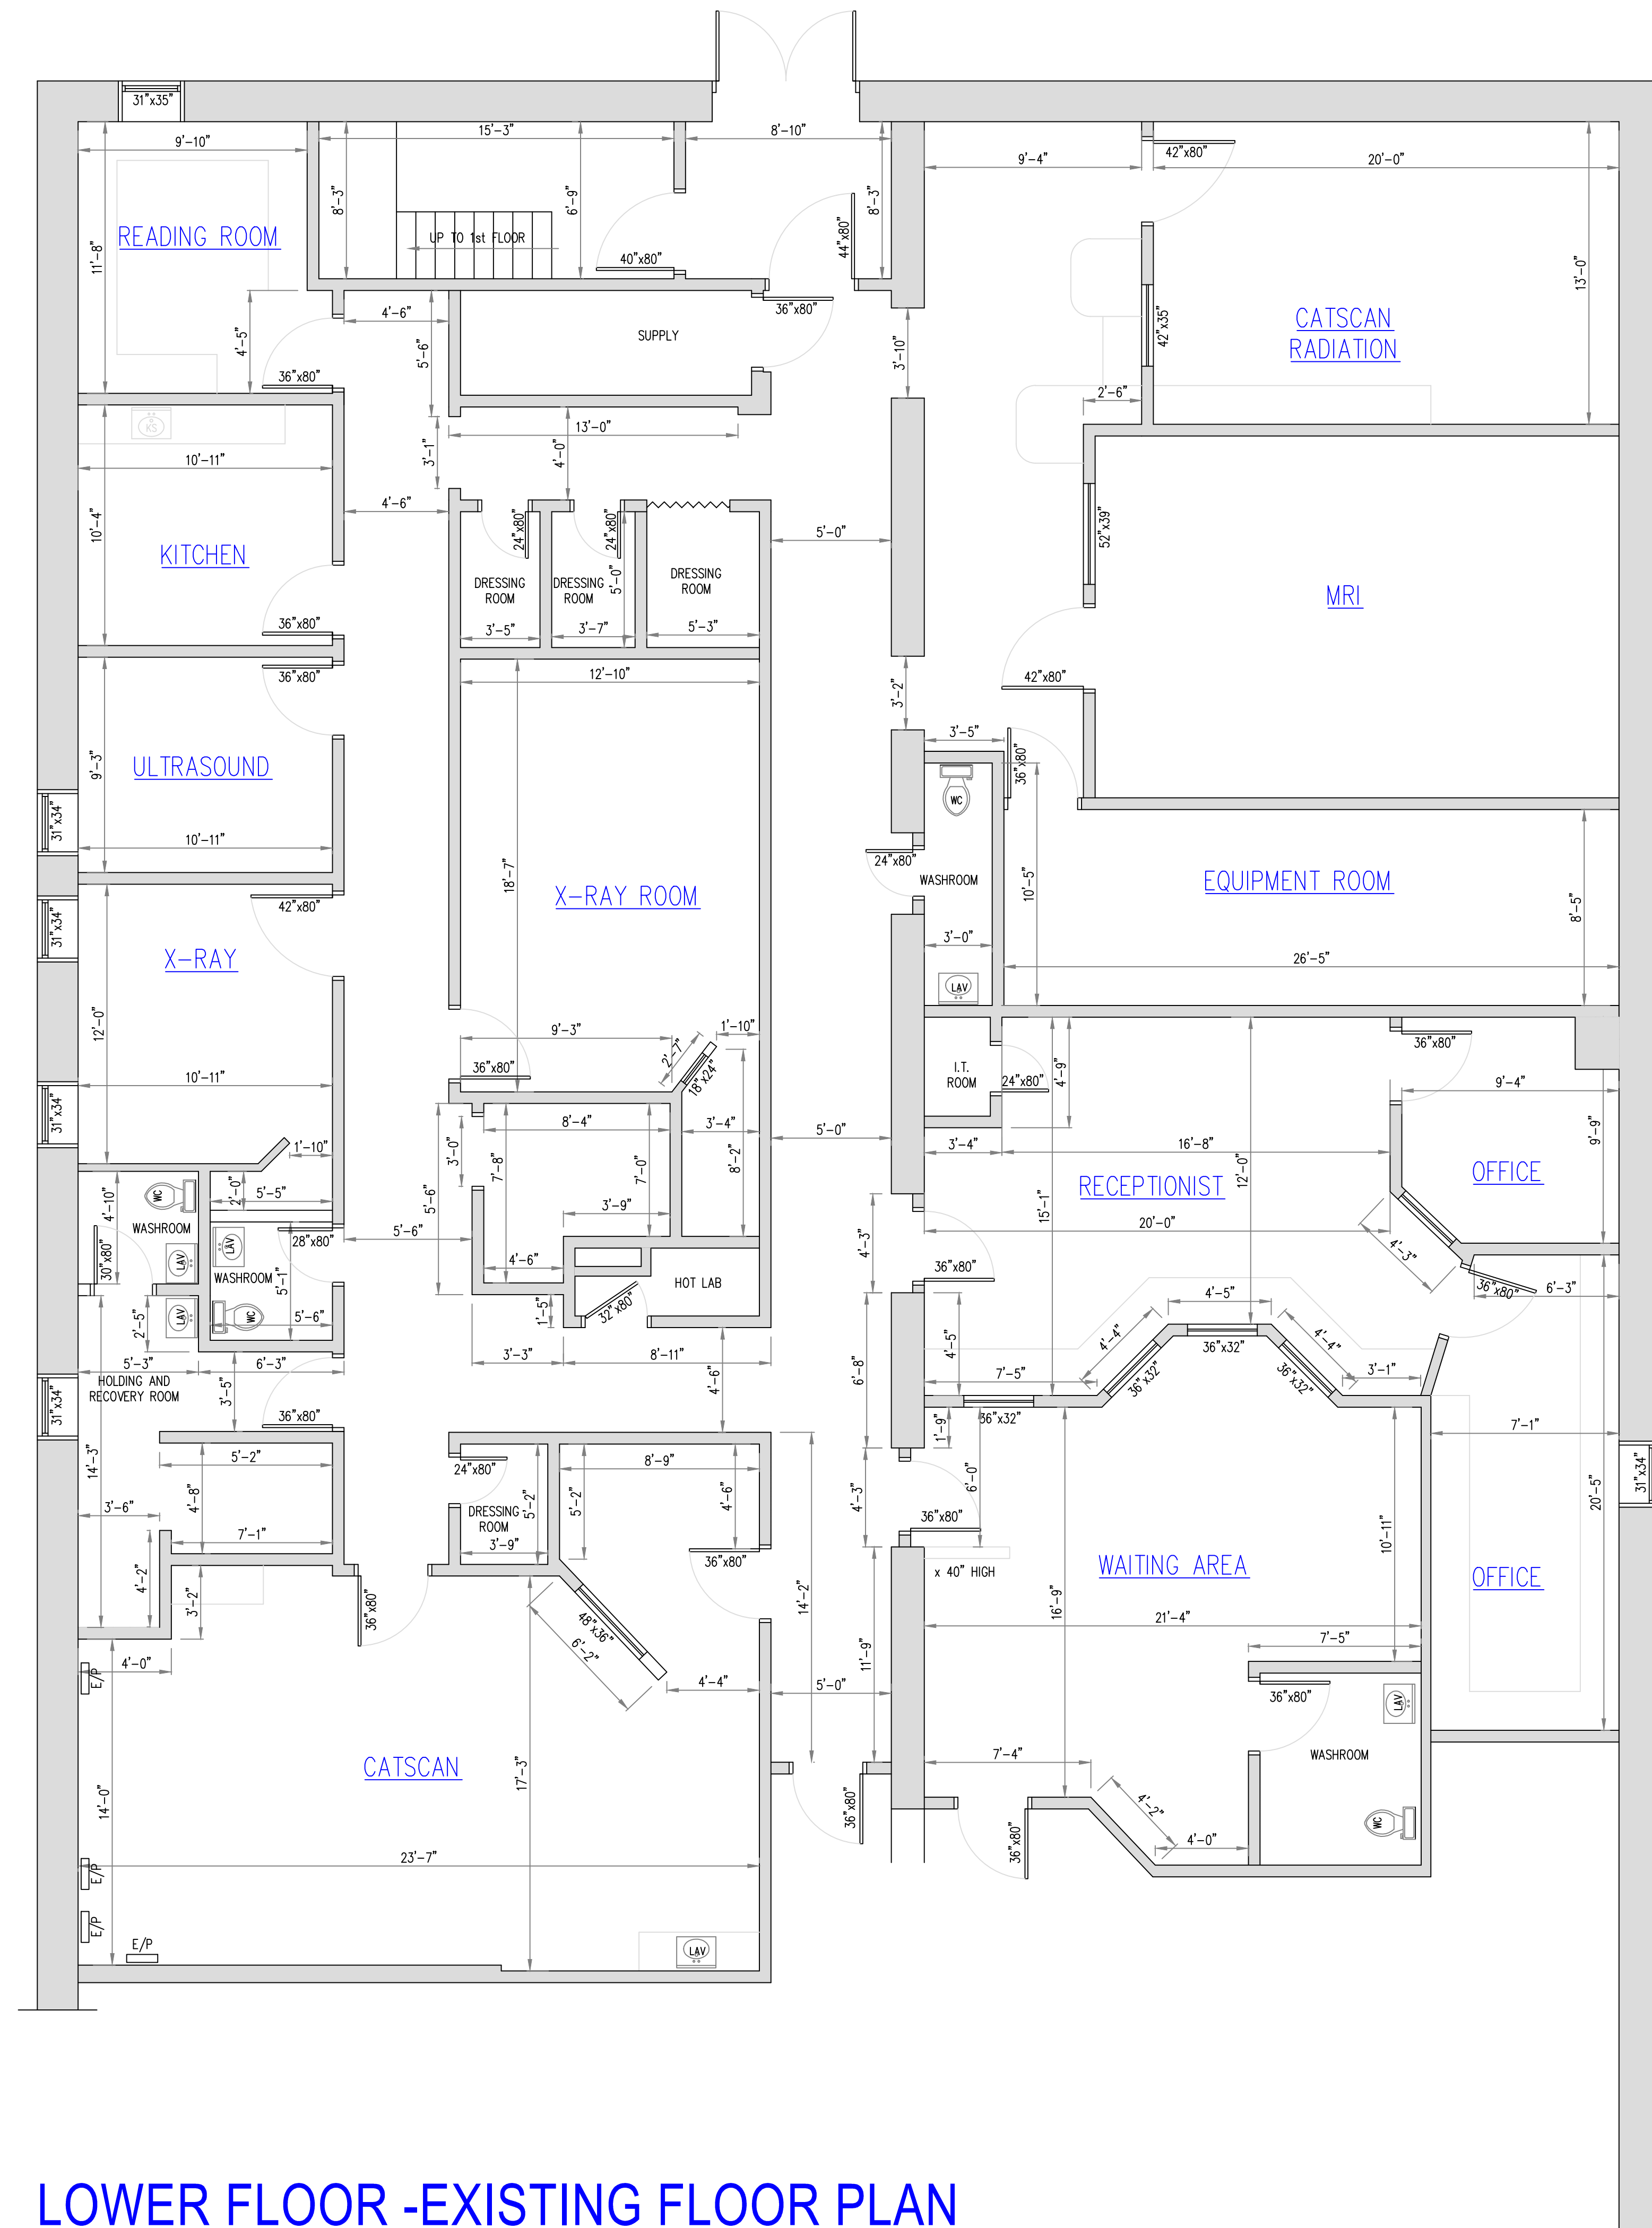 31"x35"
9'-10"
15'-3"
8'-10"
9'-4"
42"x80"
20'-0"
8'-3"
6'-9"
8'-3"
READING ROOM
11'-8"
UP TO 1st FLOOR
40"x80"
44"x80"
13'-0"
4'-5"
4'-6"
5'-6"
36"x80"
SUPPLY
3'-10"
42"x35"
CATSCAN
RADIATION
36"x80"
2'-6"
KS
13'-0"
3'-1"
4'-0"
10'-11"
4'-6"
10'-4"
5'-0"
52"x39"
24"x80"
24"x80"
5'-0"
KITCHEN
DRESSING
ROOM
DRESSING
ROOM
DRESSING
ROOM
MRI
36"x80"
3'-5"
3'-7"
5'-3"
36"x80"
12'-10"
42"x80"
3'-2"
9'-3"
ULTRASOUND
3'-5"
36"x80"
WC
31"x34"
10'-11"
24"x80"
WASHROOM
18'-7"
10'-5"
EQUIPMENT ROOM
8'-5"
X-RAY ROOM
42"x80"
31"x34"
X-RAY
3'-0"
26'-5"
LAV
12'-0"
9'-3"
1'-10"
2'-7"
18"x24"
36"x80"
36"x80"
I.T.
ROOM
24"x80"
4'-9"
10'-11"
9'-4"
31"x34"
8'-4"
3'-4"
5'-0"
1'-10"
3'-0"
7'-8"
7'-0"
8'-2"
3'-4"
16'-8"
12'-0"
9'-9"
OFFICE
RECEPTIONIST
15'-1"
4'-10"
WC
2'-0"
5'-5"
5'-6"
3'-9"
WASHROOM
LAV
28"x80"
5'-6"
20'-0"
4'-3"
4'-3"
30"x80"
LAV
WASHROOM
5'-1"
4'-6"
HOT LAB
36"x80"
36"x80"
6'-3"
32"x80"
1'-5"
4'-5"
LAV
WC
5'-6"
2'-5"
4'-4"
4'-4"
36"x32"
5'-3"
6'-3"
3'-3"
8'-11"
4'-6"
6'-8"
4'-5"
7'-5"
36"x32"
36"x32"
3'-1"
HOLDING AND
RECOVERY ROOM
3'-5"
31"x34"
36"x80"
36"x32"
1'-9"
7'-1"
14'-3"
5'-2"
4'-8"
24"x80"
8'-9"
4'-6"
5'-2"
5'-2"
4'-3"
6'-0"
31"x34"
20'-5"
3'-6"
7'-1"
DRESSING
ROOM
3'-9"
36"x80"
36"x80"
x 40" HIGH
WAITING AREA
10'-11"
OFFICE
4'-2"
3'-2"
36"x80"
48"x36"
6'-2"
14'-2"
16'-9"
21'-4"
7'-5"
11'-9"
4'-0"
E/P
4'-4"
5'-0"
36"x80"
LAV
CATSCAN
17'-3"
14'-0"
7'-4"
WASHROOM
36"x80"
4'-2"
WC
36"x80"
4'-0"
23'-7"
E/P
E/P
E/P
LAV
LOWER FLOOR -EXISTING FLOOR PLAN